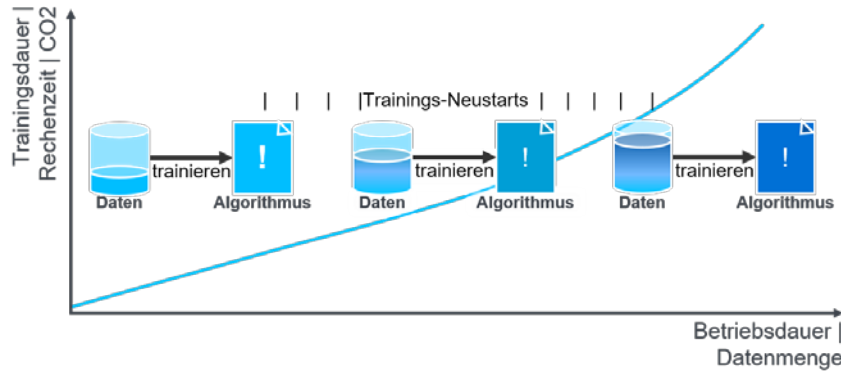 Trainingsdauer |
Rechenzeit | CO2
| | | |Trainings-Neustarts | | | | |
! ! !
trainieren trainieren trainieren
Daten Algorithmus Daten Algorithmus Daten Algorithmus
Betriebsdauer |
Datenmenge